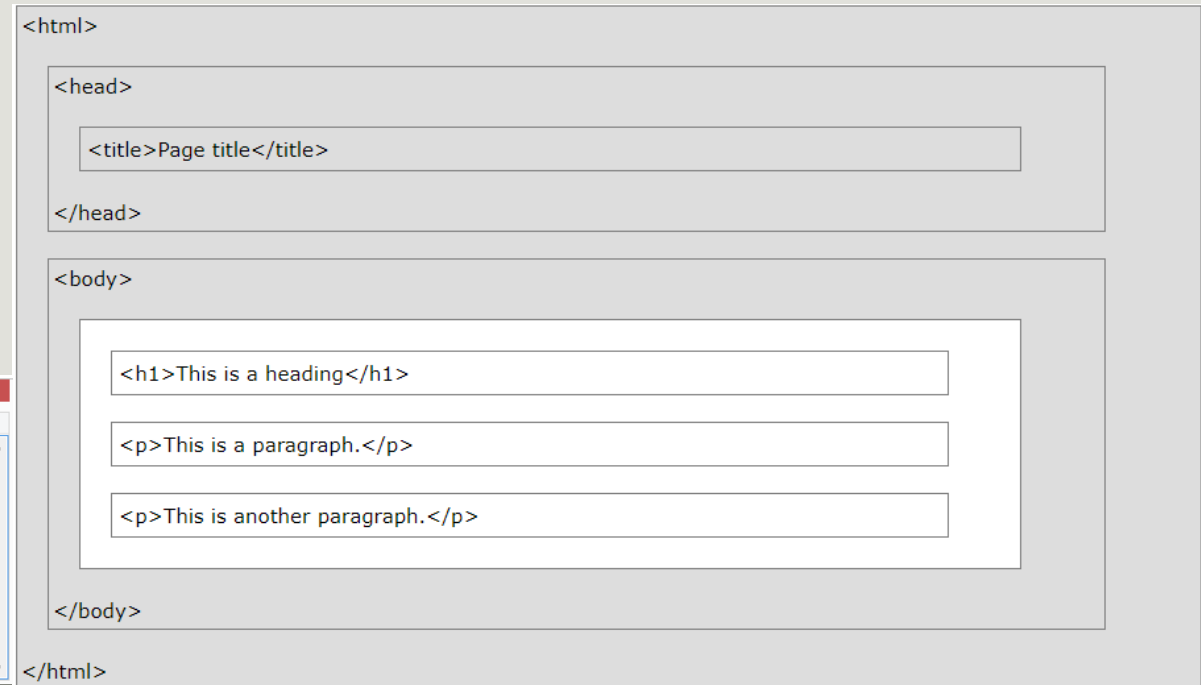 <html>
<head>
<title>Page title</title>
</head>
<body>
<h1>This is a heading</h1>
<p>This is a paragraph.</p>
<p>This is another paragraph.</p>
</body>
</html>